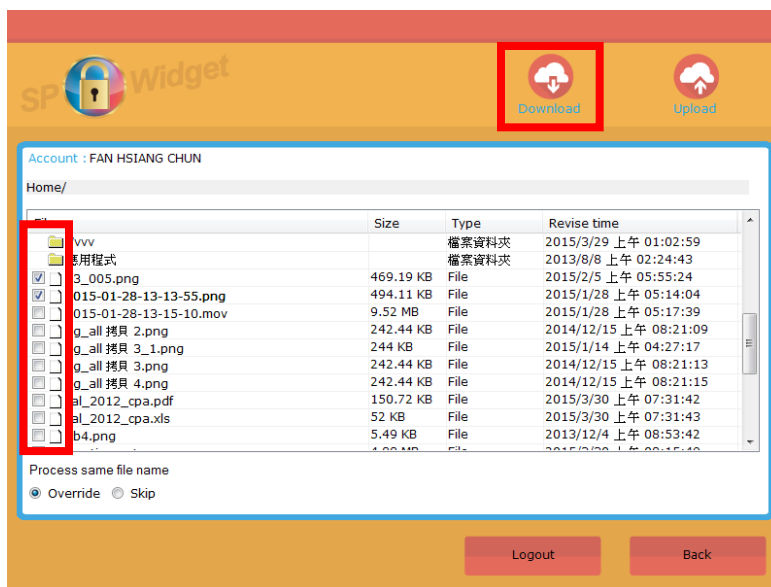 SP Widget
Download
Upload
Account : FAN HSIANG CHUN
Home/
Size Type Revise time
檔案資料夾 2015/3/29 上午 01:02:59
應用程式 檔案資料夾 2013/8/8 上午 02:24:43
3_005.png 469.19 KB File 2015/2/5 上午 05:55:24
015-01-28-13-13-55.png 494.11 KB File 2015/1/28 上午 05:14:04
015-01-28-13-15-10.mov 9.52 MB File 2015/1/28 上午 05:17:39
g_all 拷貝 2.png 242.44 KB File 2014/12/15 上午 08:21:09
g_all 拷貝 3_1.png 244 KB File 2015/1/14 上午 04:27:17
g_all 拷貝 3.png 242.44 KB File 2014/12/15 上午 08:21:13
g_all 拷貝 4.png 242.44 KB File 2014/12/15 上午 08:21:15
al_2012_cpa.pdf 150.72 KB File 2015/3/30 上午 07:31:42
al_2012_cpa.xls 52 KB File 2015/3/30 上午 07:31:43
b4.png 5.49 KB File 2013/12/4 上午 08:53:42
Process same file name
Override Skip
Logout
Back